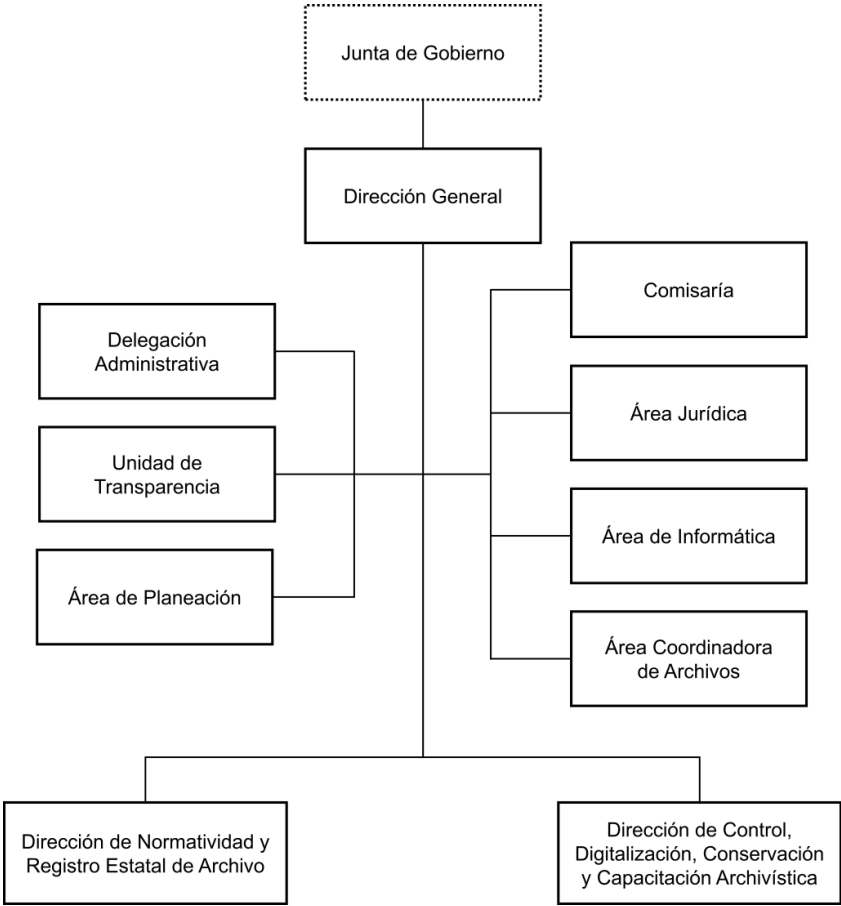 Junta de Gobierno
Dirección General
Comisaría
Delegación
Administrativa
Área Jurídica
Unidad de
Transparencia
Área de Informática
Área de Planeación
Área Coordinadora
de Archivos
Dirección de Normatividad y
Registro Estatal de Archivo
Dirección de Control,
Digitalización, Conservación
y Capacitación Archivística